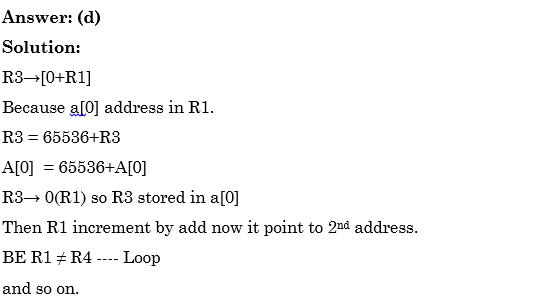 Answer: (d)
Solution:
R3→[0+R1]
Because a[0] address in R1.
R3 = 65536+R3
A[0] = 65536+A[0]
R3→ 0(R1) so R3 stored in a[0]
Then R1 increment by add now it point to 2nd address.
BE R1 ≠ R4 ---- Loop
and so on.